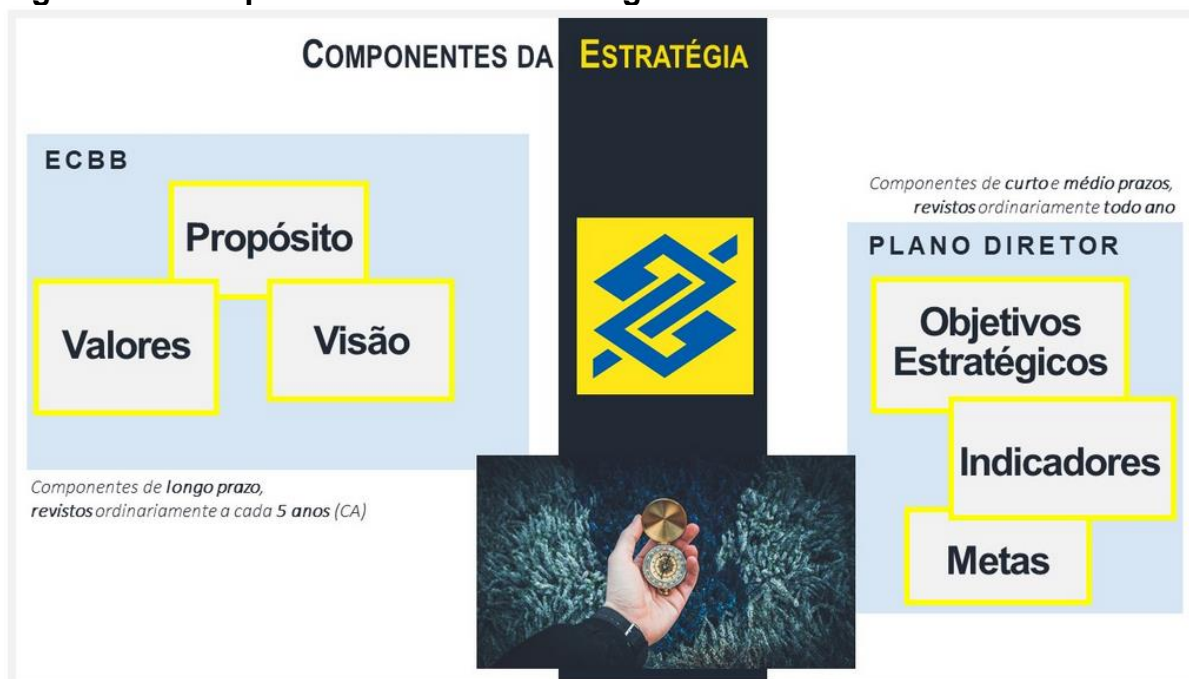 COMPONENTES DA ESTRATÉGIA
ECBB
Propósito
Valores
Visão
Componentes de longo prazo,
revistos ordinariamente a cada 5 anos (CA)
Componentes de curto e médio prazos,
revistos ordinariamente todo ano
PLANO DIRETOR
Objetivos
Estratégicos
Indicadores
Metas